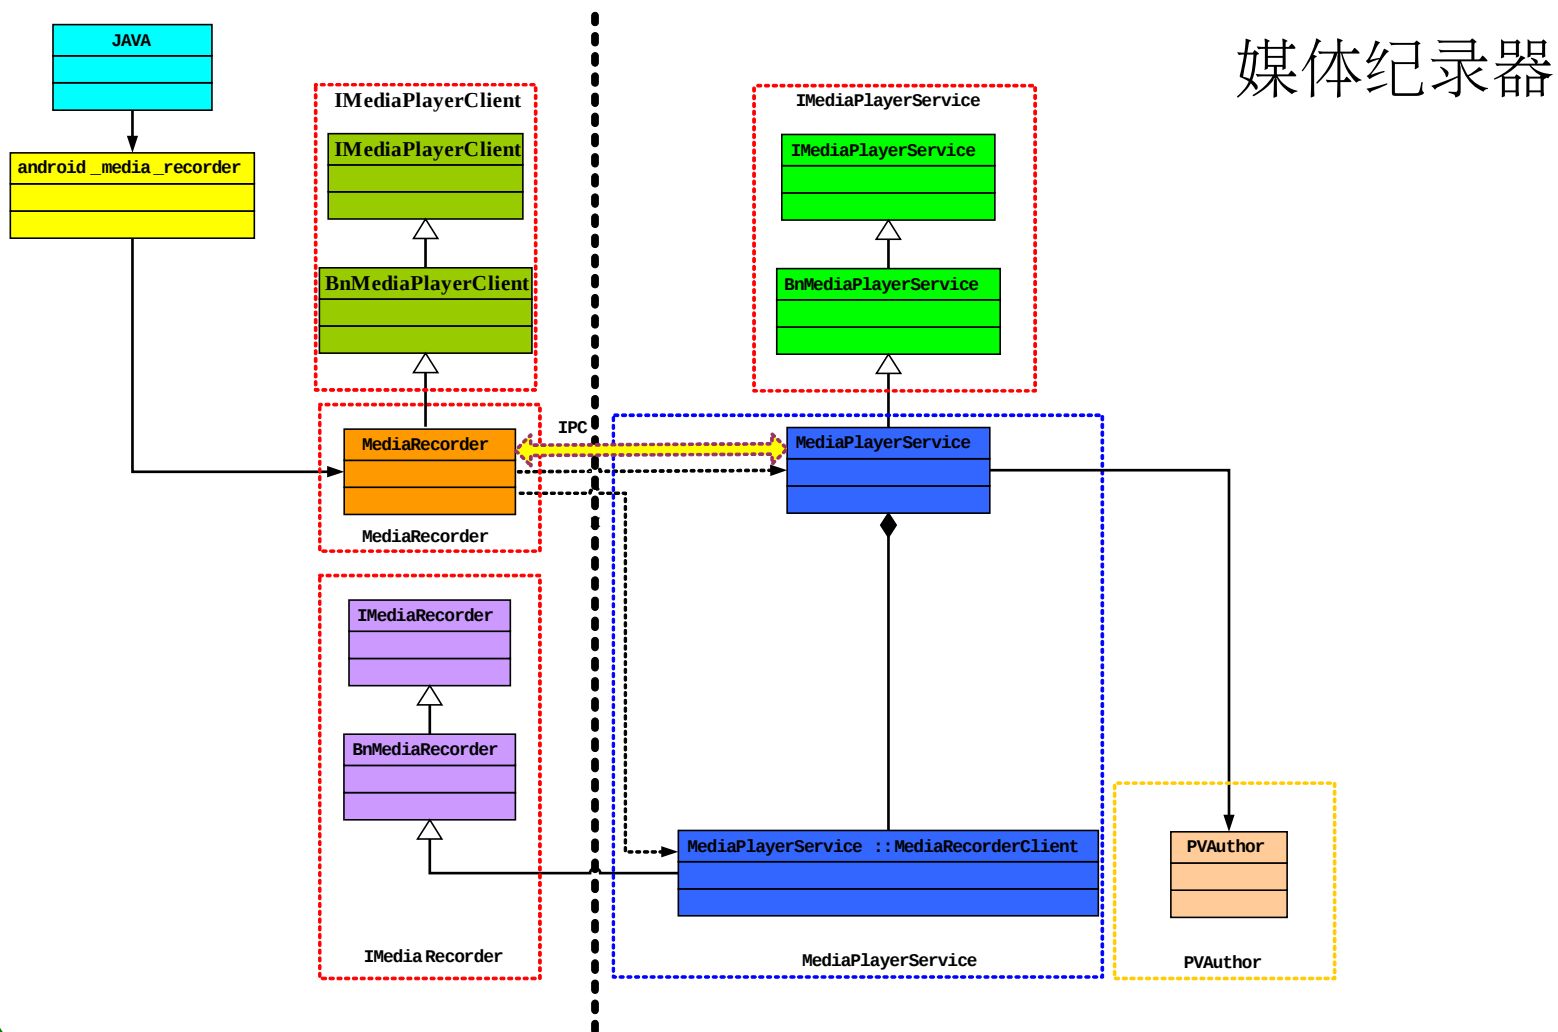 媒体纪录器
JAVA
android_media_recorder
IMediaPlayerClient
IMediaPlayerClient
BnMediaPlayerClient
IMediaPlayerService
IMediaPlayerService
BnMediaPlayerService
IPC
MediaRecorder
MediaRecorder
MediaPlayerService
IMediaRecorder
BnMediaRecorder
IMedia Recorder
MediaPlayerService ::MediaRecorderClient
MediaPlayerService
PVAuthor
PVAuthor